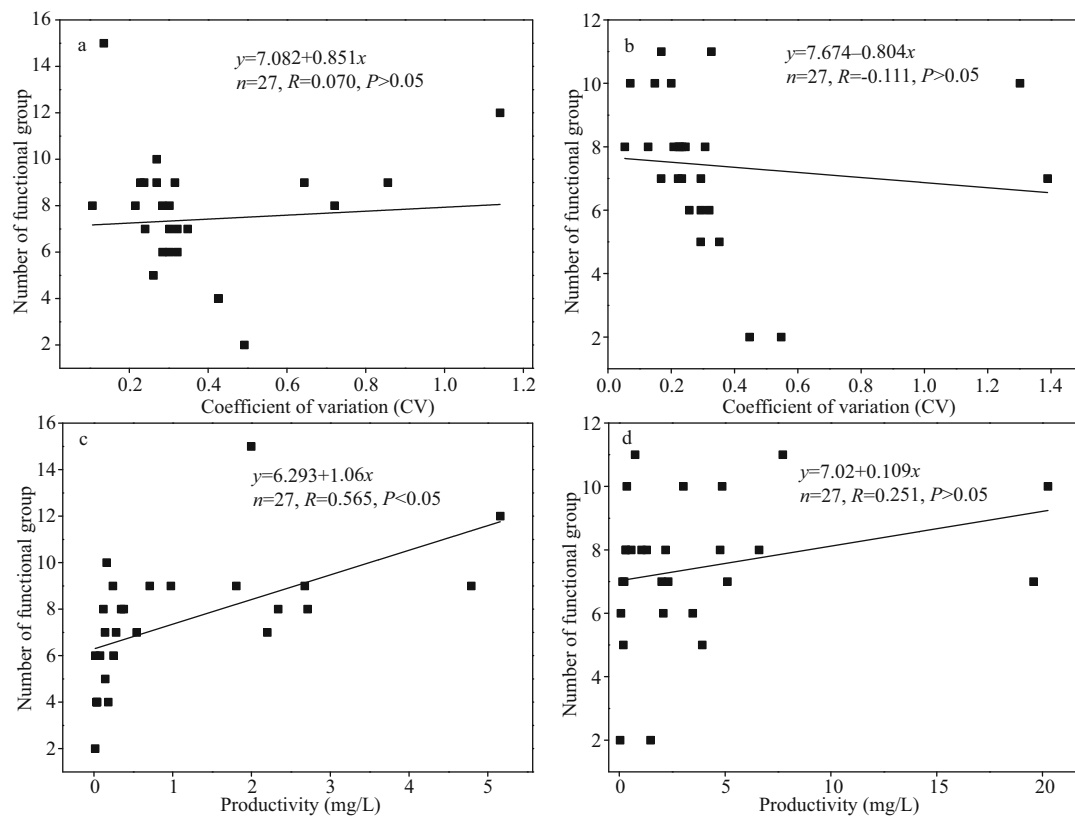 a
y=7.082+0.851x
n=27, R=0.070, P>0.05
Number of functional group
16
14
12
10
8
6
4
2
0.2
0.4
0.6
0.8
1.0
1.2
Coefficient of variation (CV)
b
y=7.674–0.804x
n=27, R=-0.111, P>0.05
Number of functional group
12
10
8
6
4
2
0.0
0.2
0.4
0.6
0.8
1.0
1.2
1.4
Coefficient of variation (CV)
c
y=6.293+1.06x
n=27, R=0.565, P<0.05
Number of functional group
16
14
12
10
8
6
4
2
0
1
2
3
4
5
Productivity (mg/L)
d
y=7.02+0.109x
n=27, R=0.251, P>0.05
Number of functional group
12
10
8
6
4
2
0
5
10
15
20
Productivity (mg/L)